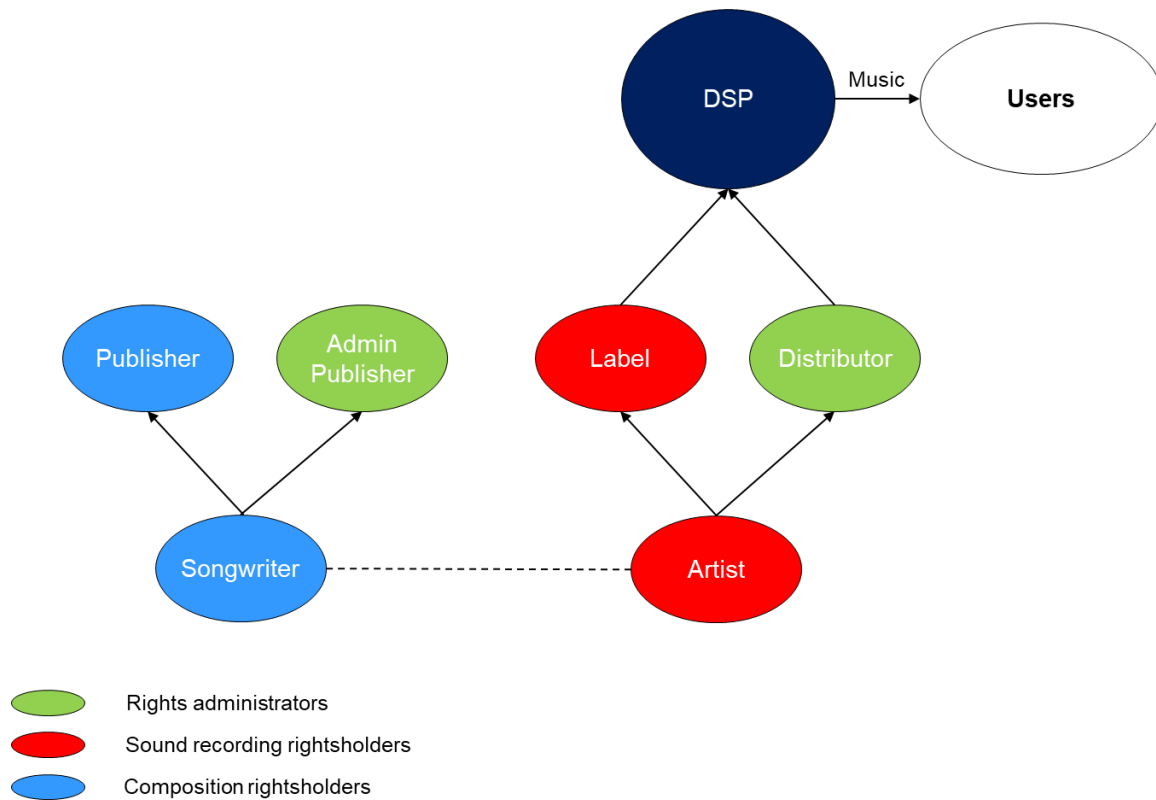 Music
DSP
Users
Publisher
Admin
Publisher
Label
Distributor
Songwriter
Artist
Rights administrators
Sound recording rightsholders
Composition rightsholders